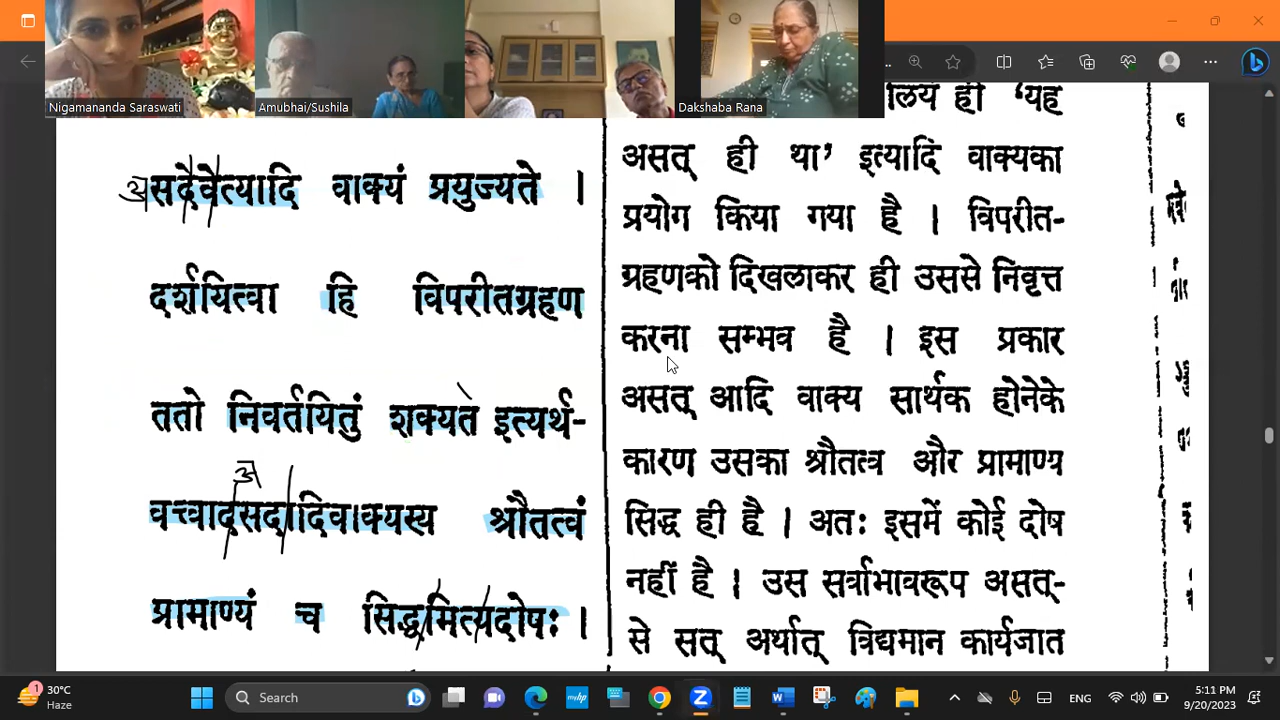 Nigamananda Saraswati
Amubhai/Sushila
Dakshaba Rana
असदैवेत्यादि वाक्यं प्रयुज्यते ।
दर्शयित्वा हि विपरीतग्रहण
ततो निवर्तयितुं शक्यते इत्यर्थ-
अ
वत्त्वादसदादिवाक्यस्य श्रौतत्वं
प्रामाण्यं च सिद्धमित्यदोषः ।
ही 'यह
असत् ही था' इत्यादि वाक्यका
प्रयोग किया गया है । विपरीत-
ग्रहणको दिखलाकर ही उससे निवृत्त
करना सम्भव है । इस प्रकार
असत् आदि वाक्य सार्थक होनेके
कारण उसका श्रौतत्व और प्रामाण्य
सिद्ध ही है । अतः इसमें कोई दोष
नहीं है । उस सर्वाभावरूप असत्-
से सत् अर्थात् विद्यमान कार्यजात
1
30°C
Haze
Search
ENG
5:11 PM
9/20/2023